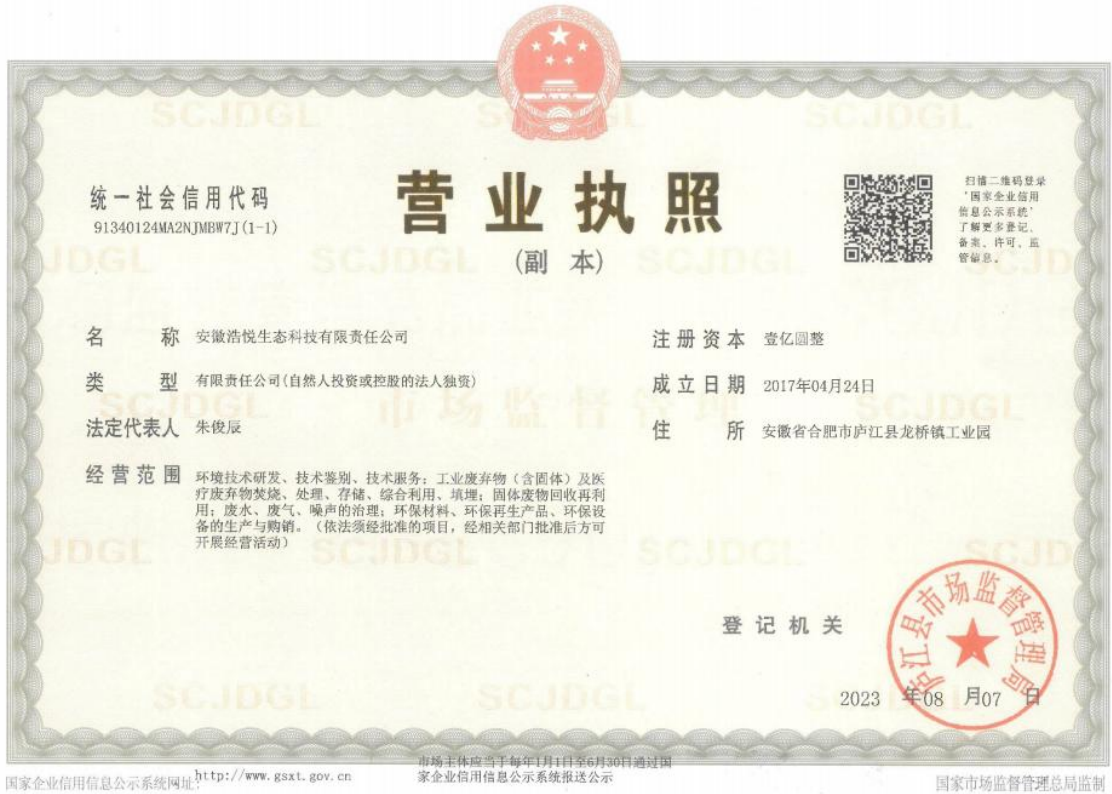 统一社会信用代码
91340124MA2NJMBW7J(1-1)
营业执照
(副 本)
扫描二维码登录
‘国家企业信用
信息公示系统’
了解更多登记、
备案、许可、监
管信息。
名 称 安徽浩悦生态科技有限责任公司
类 型 有限责任公司(自然人投资或控股的法人独资)
法定代表人 朱俊辰
经营范围 环境技术研发、技术鉴别、技术服务；工业废弃物（含固体）及医
疗废弃物焚烧、处理、存储、综合利用、填埋；固体废物回收再利
用；废水、废气、噪声的治理；环保材料、环保再生产品、环保设
备的生产与购销。（依法须经批准的项目，经相关部门批准后方可
开展经营活动）
注册资本 壹亿圆整
成立日期 2017年04月24日
住 所 安徽省合肥市庐江县龙桥镇工业园
登记机关
庐江县市场监督管理局
2023 年08 月07 日
国家企业信用信息公示系统网址：http://www.gsxt.gov.cn
市场主体应当于每年1月1日至6月30日通过国
家企业信用信息公示系统报送公示
国家市场监督管理总局监制
SCJDGL
市场监督管理